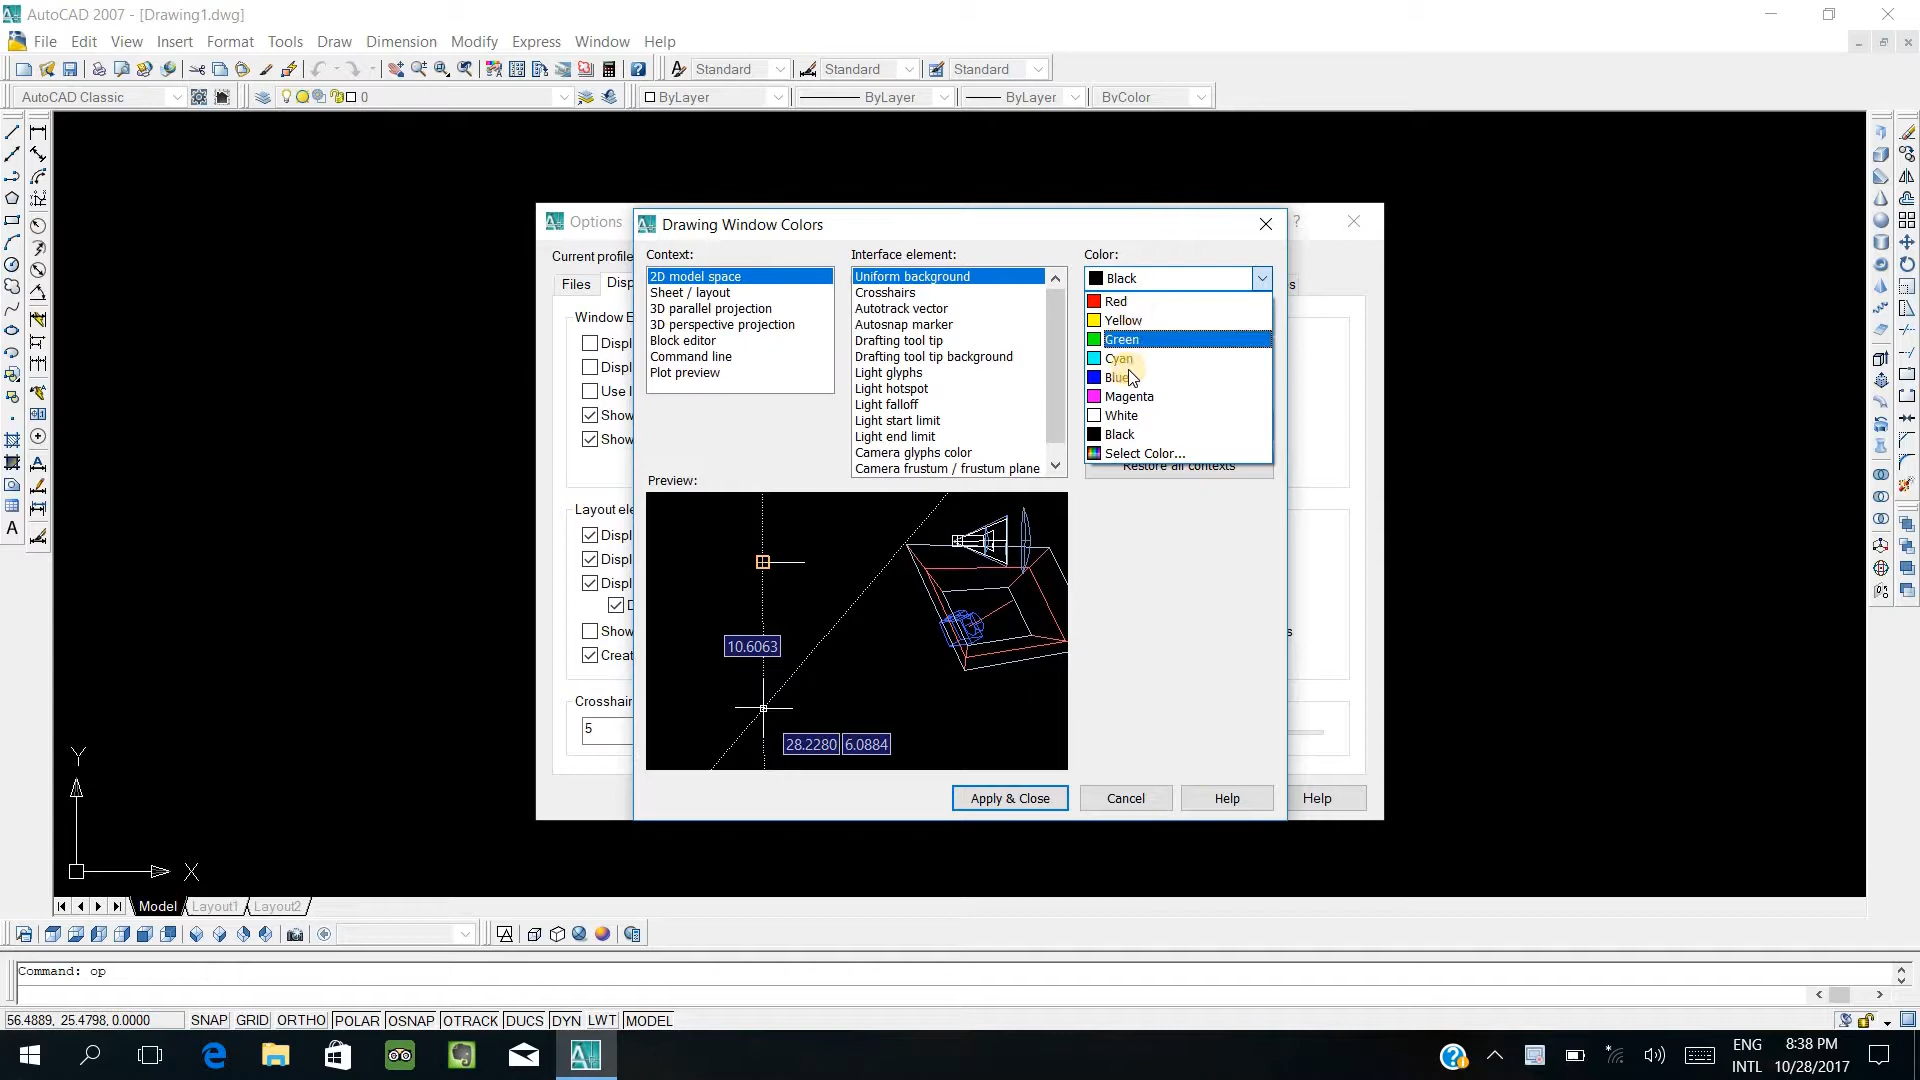 AutoCAD 2007 - [Drawing1.dwg]
File Edit View Insert Format Tools Draw Dimension Modify Express Window Help
Standard Standard Standard
AutoCAD Classic 0 ByLayer ByLayer ByLayer ByColor
Options ?
Drawing Window Colors
Current profile
Files Disp s
Window E
Displ
Displ
Use I
Show
Show
Layout ele
Displ
Displ
Displ
D
Show s
Creat
Crosshair
5
Help
Context:
2D model space
Sheet / layout
3D parallel projection
3D perspective projection
Block editor
Command line
Plot preview
Interface element:
Uniform background
Crosshairs
Autotrack vector
Autosnap marker
Drafting tool tip
Drafting tool tip background
Light glyphs
Light hotspot
Light falloff
Light start limit
Light end limit
Camera glyphs color
Camera frustum / frustum plane
Color:
Black
Red
Yellow
Green
Cyan
Blue
Magenta
White
Black
Select Color...
Restore all contexts
Preview:
10.6063
28.2280 6.0884
Apply & Close Cancel Help
Y
X
A
Model Layout1 Layout2
Command: op
56.4889, 25.4798, 0.0000 SNAP GRID ORTHO POLAR OSNAP OTRACK DUCS DYN LWT MODEL
ENG 8:38 PM
INTL 10/28/2017